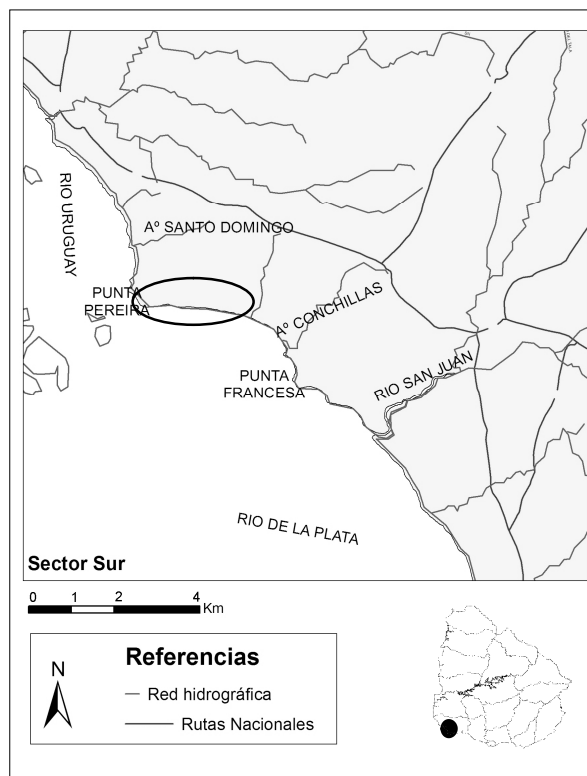 RIO URUGUAY
Aº SANTO DOMINGO
PUNTA
PEREIRA
Aº CONCHILLAS
PUNTA
FRANCESA
RIO SAN JUAN
RIO DE LA PLATA
Sector Sur
0 1 2 4
Km
N
Referencias
Red hidrográfica
Rutas Nacionales